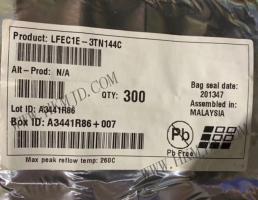 Product: LFEC1E-3TN144C
Alt-Prod: N/A
QTY: 300
Bag seal date:
201347
Assembled in:
MALAYSIA
Lot ID: A3441R86
Box ID: A3441R86+007
Pb
Pb Free
Max peak reflow temp: 260C